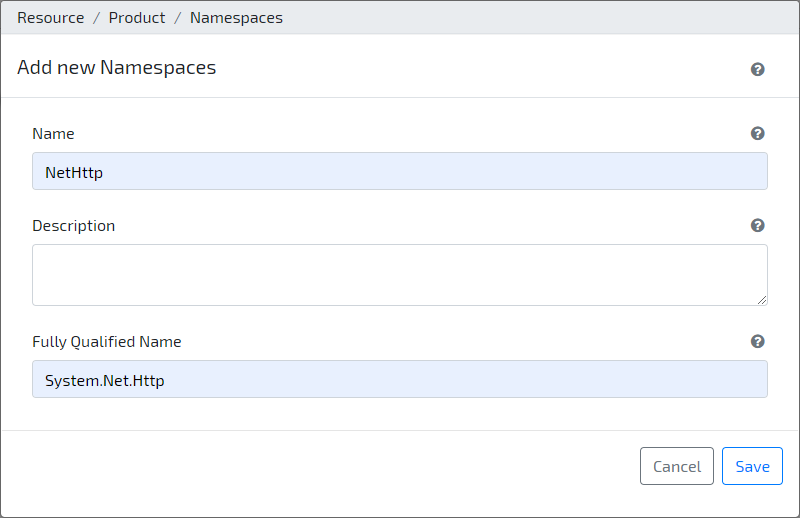 Resource / Product / Namespaces
Add new Namespaces
Name
NetHttp
Description
Fully Qualified Name
System.Net.Http
Cancel Save